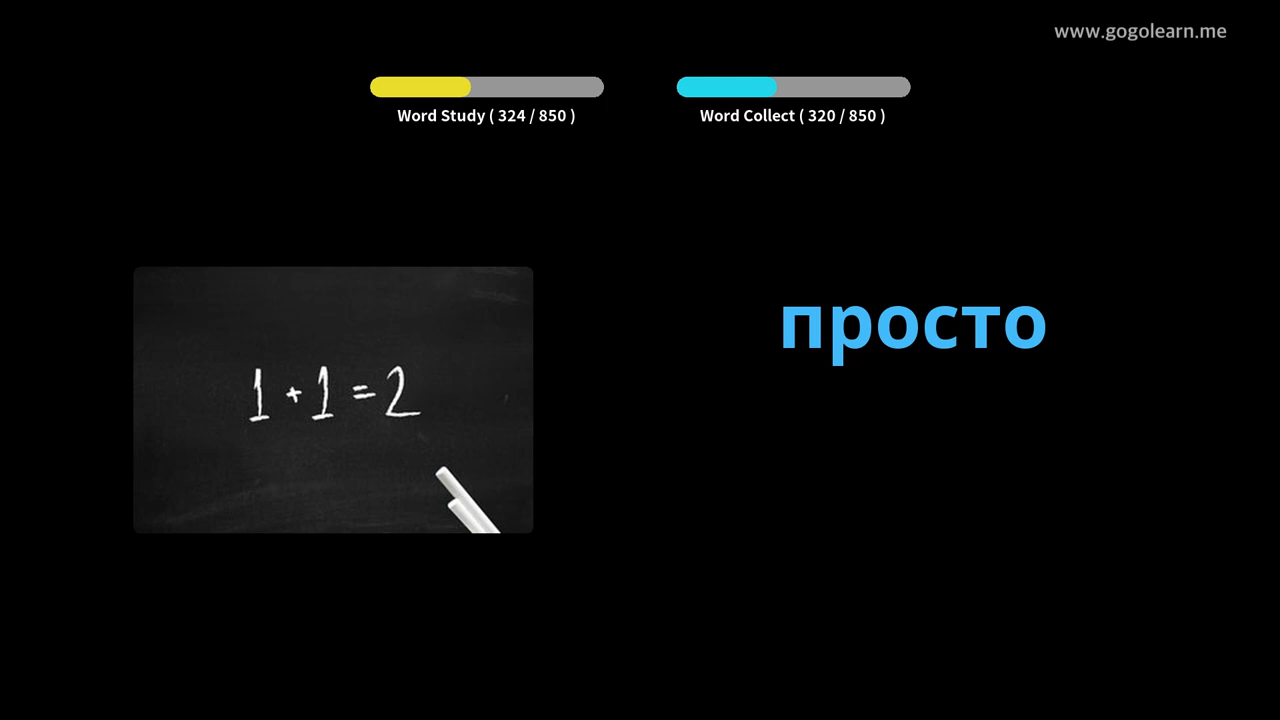 www.gogolearn.me
Word Study ( 324 / 850 )
Word Collect ( 320 / 850 )
1 + 1 = 2
просто